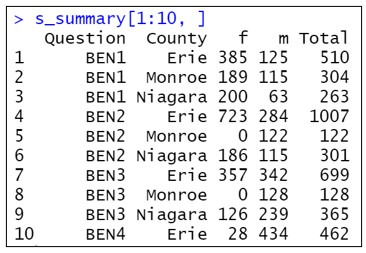 > s_summary[1:10, ]
Question County f m Total
1 BEN1 Erie 385 125 510
2 BEN1 Monroe 189 115 304
3 BEN1 Niagara 200 63 263
4 BEN2 Erie 723 284 1007
5 BEN2 Monroe 0 122 122
6 BEN2 Niagara 186 115 301
7 BEN3 Erie 357 342 699
8 BEN3 Monroe 0 128 128
9 BEN3 Niagara 126 239 365
10 BEN4 Erie 28 434 462